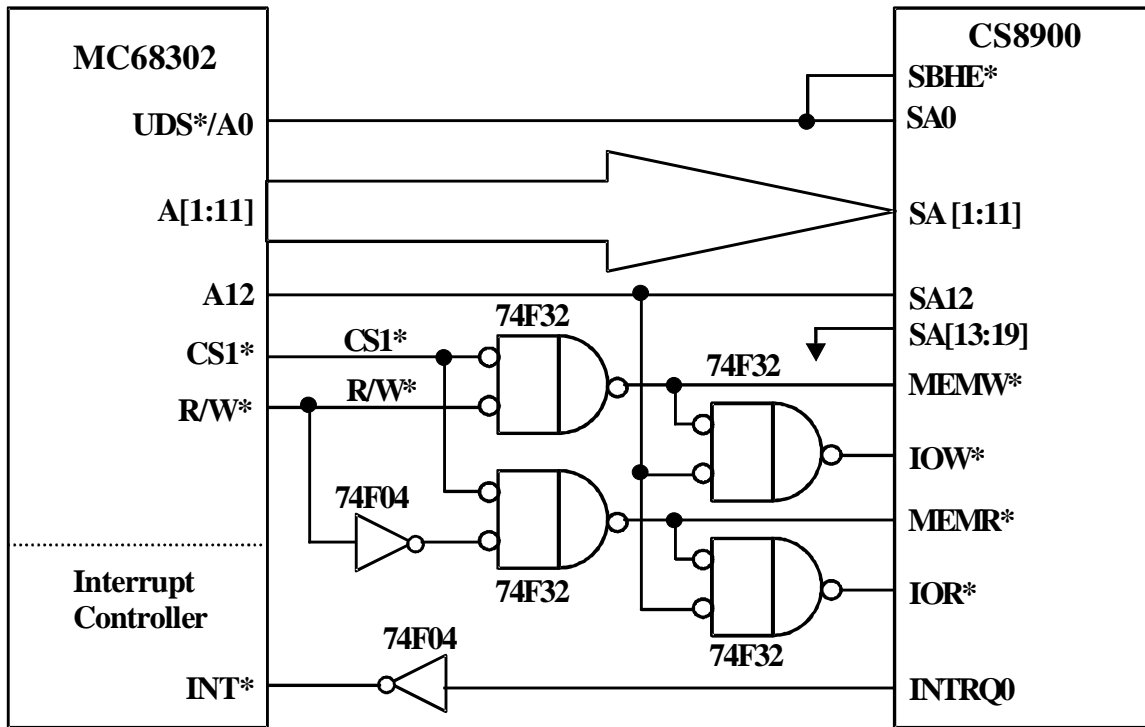 MC68302
CS8900
SBHE*
UDS*/A0
SA0
A[1:11]
SA [1:11]
A12
SA12
74F32
SA[13:19]
CS1*
CS1*
74F32
MEMW*
R/W*
R/W*
IOW*
74F04
MEMR*
Interrupt
Controller
74F32
IOR*
74F04
74F32
INT*
INTRQ0